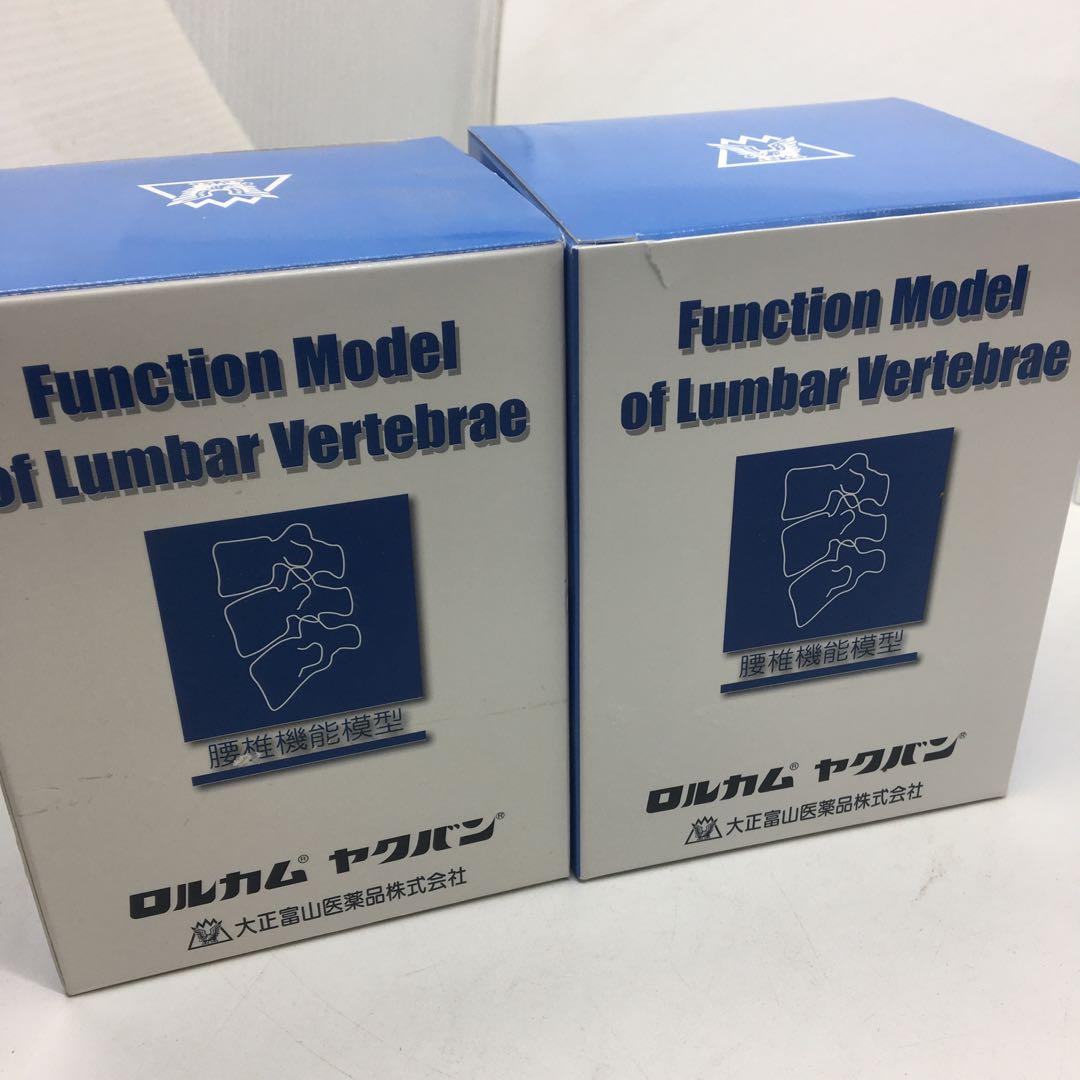 Function Model
of Lumbar Vertebrae
腰椎機能模型
ロルカム® ヤクバン®
大正富山医薬品株式会社
Function Model
of Lumbar Vertebrae
腰椎機能模型
ロルカム® ヤクバン®
大正富山医薬品株式会社